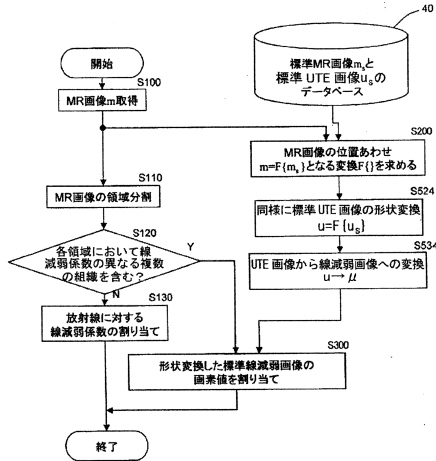 40
開始
標準MR画像msと
標準UTE画像usの
データベース
S100
MR画像m取得
S200
MR画像の位置あわせ
m=F{ms}となる変換F{}を求める
S110
MR画像の領域分割
S524
同様に標準UTE画像の形状変換
u=F{us}
S120
各領域において線
減弱係数の異なる複数
の組織を含む?
Y
N
S534
UTE画像から線減弱画像への変換
u→μ
S130
放射線に対する
線減弱係数の割り当て
S300
形状変換した標準線減弱画像の
画素値を割り当て
終了